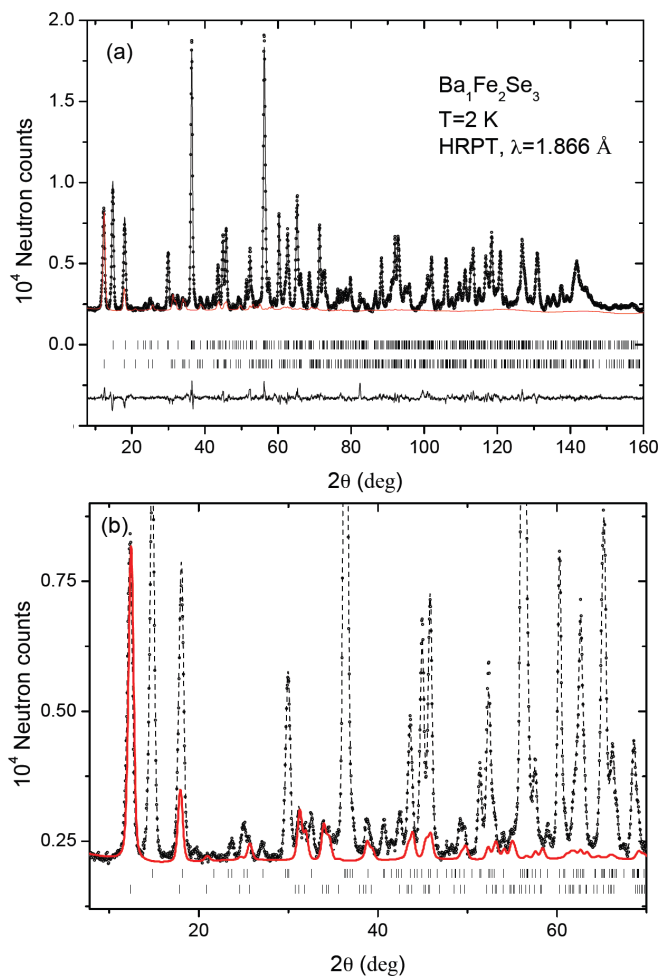 2.0
(a)
Ba₁Fe₂Se₃
T=2 K
HRPT, λ=1.866 Å
1.5
1.0
0.5
0.0
10⁴ Neutron counts
20 40 60 80 100 120 140 160
2θ (deg)
(b)
0.75
0.50
0.25
10⁴ Neutron counts
20 40 60
2θ (deg)